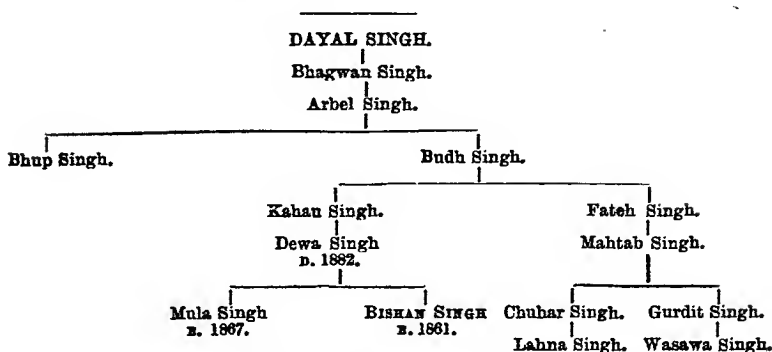 DAYAL SINGH.
Bhagwan Singh.
Arbel Singh.
Bhup Singh. Budh Singh.
Kahan Singh. Fateh Singh.
Dewa Singh Mahtab Singh.
D. 1882.
Mula Singh BISHAN SINGH Chuhar Singh. Gurdit Singh.
B. 1867. B. 1861. Lahna Singh. Wasawa Singh.